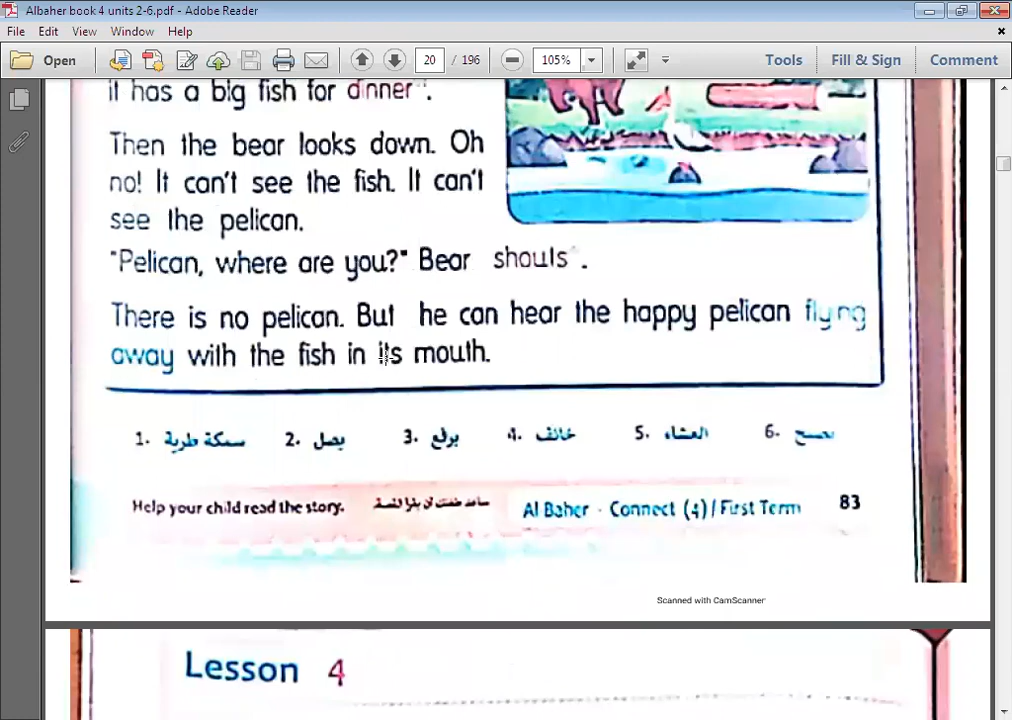 Albaher book 4 units 2-6.pdf - Adobe Reader
File Edit View Window Help
Open 20 / 196 105% Tools Fill & Sign Comment
it has a big fish for dinner".
Then the bear looks down. Oh
no! It can't see the fish. It can't
see the pelican.
"Pelican, where are you?" Bear shouts .
There is no pelican. But he can hear the happy pelican flying
away with the fish in its mouth.
1. سمكة طرية 2. يصل 3. يرفع 4. خائف 5. العشاء 6.
Help your child read the story. ساعد طفلك أن يقرأ القصة Al Baher - Connect (4) / First Term 83
Scanned with CamScanner
Lesson 4